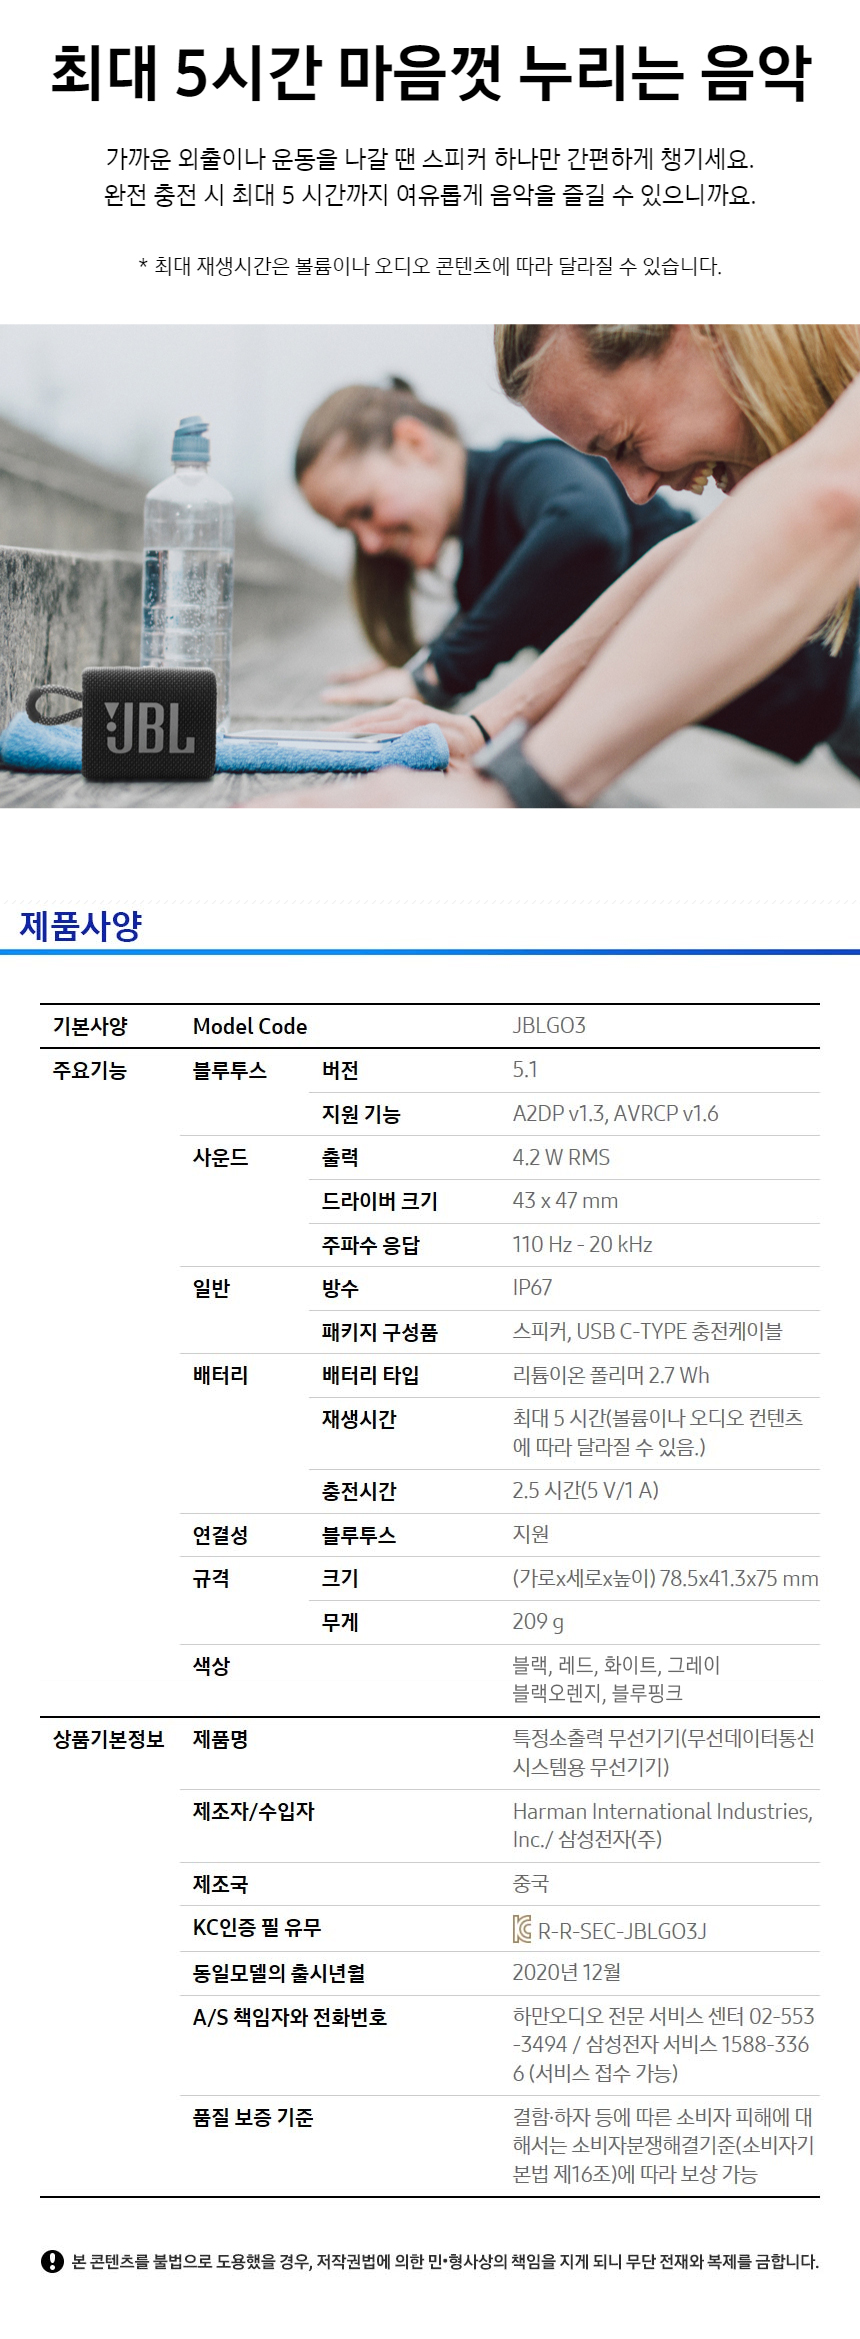 최대 5시간 마음껏 누리는 음악
가까운 외출이나 운동을 나갈 땐 스피커 하나만 간편하게 챙기세요.
완전 충전 시 최대 5 시간까지 여유롭게 음악을 즐길 수 있으니까요.
* 최대 재생시간은 볼륨이나 오디오 콘텐츠에 따라 달라질 수 있습니다.
JBL
제품사양
기본사양 Model Code JBLGO3
주요기능 블루투스 버전 5.1
지원 기능 A2DP v1.3, AVRCP v1.6
사운드 출력 4.2 W RMS
드라이버 크기 43 x 47 mm
주파수 응답 110 Hz - 20 kHz
일반 방수 IP67
패키지 구성품 스피커, USB C-TYPE 충전케이블
배터리 배터리 타입 리튬이온 폴리머 2.7 Wh
재생시간 최대 5 시간(볼륨이나 오디오 컨텐츠
에 따라 달라질 수 있음.)
충전시간 2.5 시간(5 V/1 A)
연결성 블루투스 지원
규격 크기 (가로x세로x높이) 78.5x41.3x75 mm
무게 209 g
색상 블랙, 레드, 화이트, 그레이
블랙오렌지, 블루핑크
상품기본정보 제품명 특정소출력 무선기기(무선데이터통신
시스템용 무선기기)
제조자/수입자 Harman International Industries,
Inc./ 삼성전자(주)
제조국 중국
KC인증 필 유무 R-R-SEC-JBLGO3J
동일모델의 출시년월 2020년 12월
A/S 책임자와 전화번호 하만오디오 전문 서비스 센터 02-553
-3494 / 삼성전자 서비스 1588-336
6 (서비스 접수 가능)
품질 보증 기준 결함·하자 등에 따른 소비자 피해에 대
해서는 소비자분쟁해결기준(소비자기
본법 제16조)에 따라 보상 가능
본 콘텐츠를 불법으로 도용했을 경우, 저작권법에 의한 민•형사상의 책임을 지게 되니 무단 전재와 복제를 금합니다.